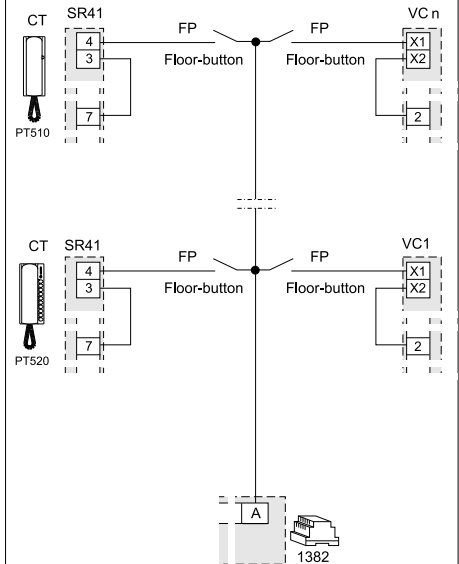 CT SR41 FP FP VC n
4 X1
3 Floor-button Floor-button X2
7 2
PT510
CT SR41 FP FP VC1
4 X1
3 Floor-button Floor-button X2
7 2
PT520
A
1382